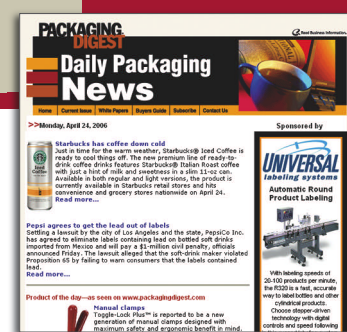 PACKAGING
DIGEST
Reed Business Information.
Daily Packaging
News
Home Current Issue White Papers Buyers Guide Subscribe Contact Us
>>Monday, April 24, 2006
Starbucks has coffee down cold
Just in time for the warm weather, Starbucks® Iced Coffee is
ready to cool things off. The new premium line of ready-to-
drink coffee drinks features Starbucks® Italian Roast coffee
with just a hint of milk and sweetness in a slim 11-oz can.
Available in both regular and light versions, the product is
currently available in Starbucks retail stores and hits
convenience and grocery stores nationwide on April 24.
Read more...
Pepsi agrees to get the lead out of labels
Settling a lawsuit by the city of Los Angeles and the state, PepsiCo Inc.
has agreed to eliminate labels containing lead on bottled soft drinks
imported from Mexico and will pay a $1-million civil penalty, officials
announced Friday. The lawsuit alleged that the soft-drink maker violated
Proposition 65 by failing to warn consumers that the labels contained
lead.
Read more...
Product of the day—as seen on www.packagingdigest.com
Manual clamps
Toggle-Lock Plus™ is reported to be a new
generation of manual clamps designed with
maximum safety and ergonomic benefit in mind.
Sponsored by
UNIVERSAL
labeling systems
Automatic Round
Product Labeling
With labeling speeds of
20-100 products per minute,
the R320 is a fast, accurate
way to label bottles and other
cylindrical products.
Choose stepper-driven
technology with digital
controls and speed following